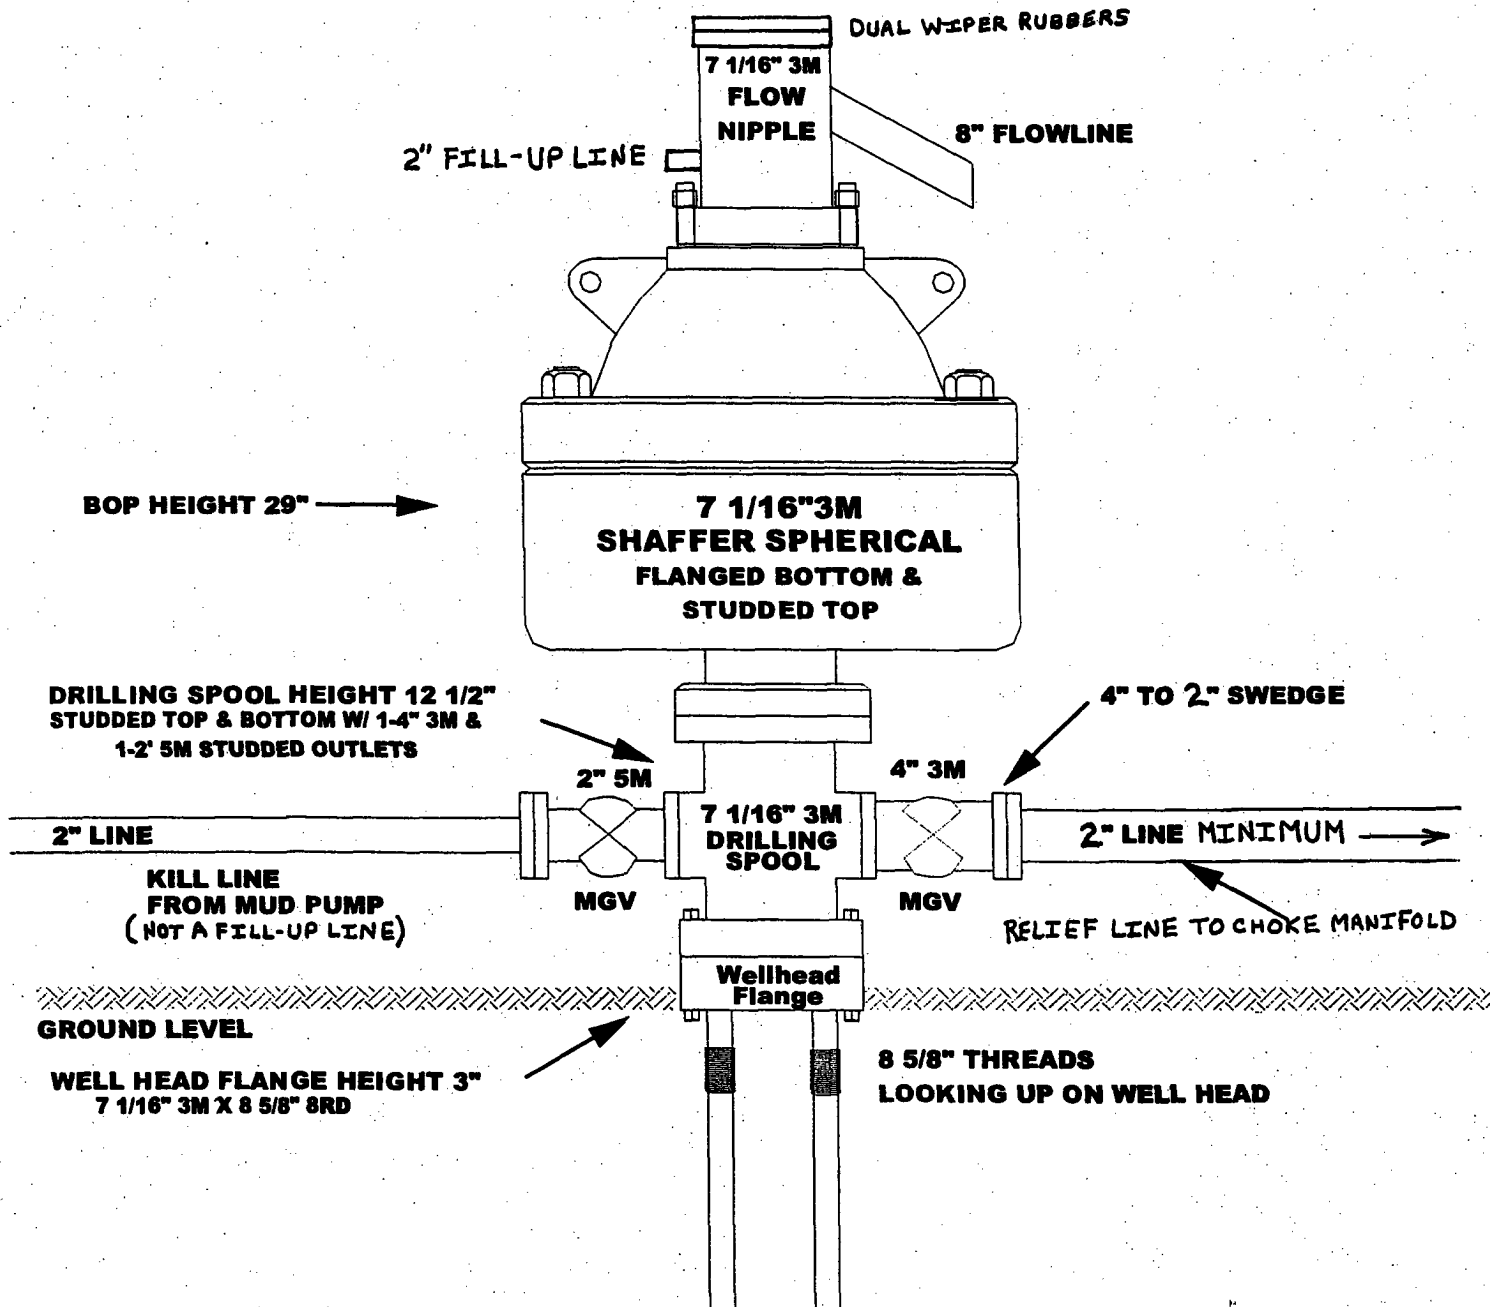 DUAL WIPER RUBBERS
7 1/16" 3M
FLOW
NIPPLE
8" FLOWLINE
2" FILL-UP LINE
BOP HEIGHT 29"
7 1/16"3M
SHAFFER SPHERICAL
FLANGED BOTTOM &
STUDDED TOP
DRILLING SPOOL HEIGHT 12 1/2"
STUDDED TOP & BOTTOM W/ 1-4" 3M &
1-2' 5M STUDDED OUTLETS
4" TO 2" SWEDGE
2" 5M
4" 3M
2" LINE
7 1/16" 3M
DRILLING
SPOOL
2" LINE MINIMUM
KILL LINE
FROM MUD PUMP
(NOT A FILL-UP LINE)
MGV
MGV
RELIEF LINE TO CHOKE MANIFOLD
Wellhead
Flange
GROUND LEVEL
WELL HEAD FLANGE HEIGHT 3"
7 1/16" 3M X 8 5/8" 8RD
8 5/8" THREADS
LOOKING UP ON WELL HEAD